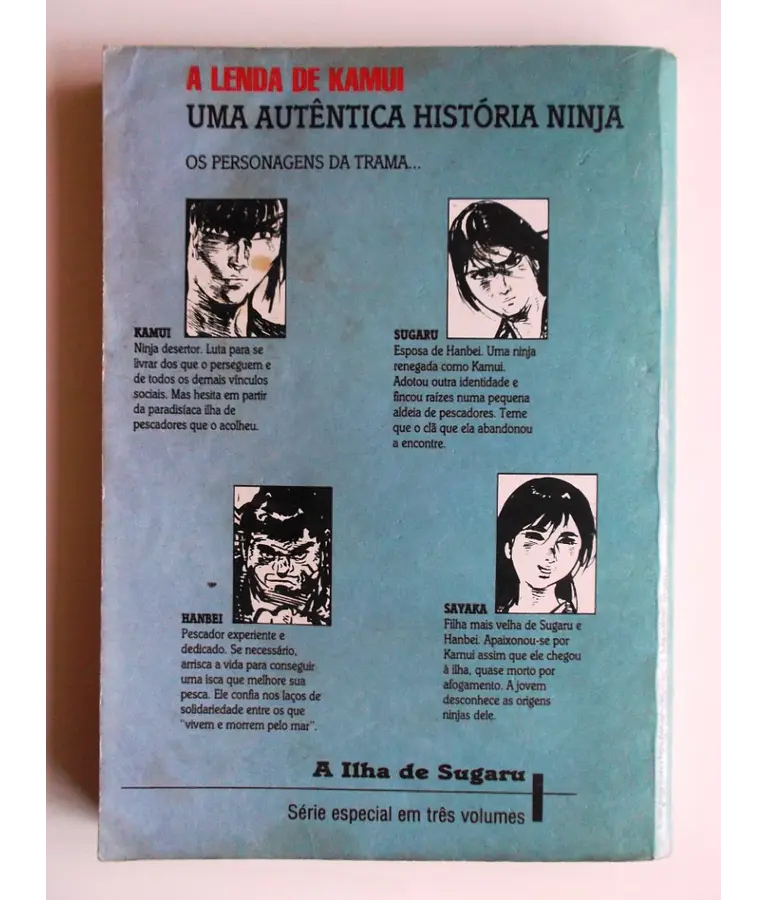 A LENDA DE KAMUI
UMA AUTÊNTICA HISTÓRIA NINJA
OS PERSONAGENS DA TRAMA...
KAMUI
Ninja desertor. Luta para se
livrar dos que o perseguem e
de todos os demais vínculos
sociais. Mas hesita em partir
da paradisíaca ilha de
pescadores que o acolheu.
SUGARU
Esposa de Hanbei. Uma ninja
renegada como Kamui.
Adotou outra identidade e
fincou raízes numa pequena
aldeia de pescadores. Teme
que o clã que ela abandonou
a encontre.
HANBEI
Pescador experiente e
dedicado. Se necessário,
arrisca a vida para conseguir
uma isca que melhore sua
pesca. Ele confia nos laços de
solidariedade entre os que
"vivem e morrem pelo mar".
SAYAKA
Filha mais velha de Sugaru e
Hanbei. Apaixonou-se por
Kamui assim que ele chegou
à ilha, quase morto por
afogamento. A jovem
desconhece as origens
ninjas dele.
A Ilha de Sugaru
Série especial em três volumes